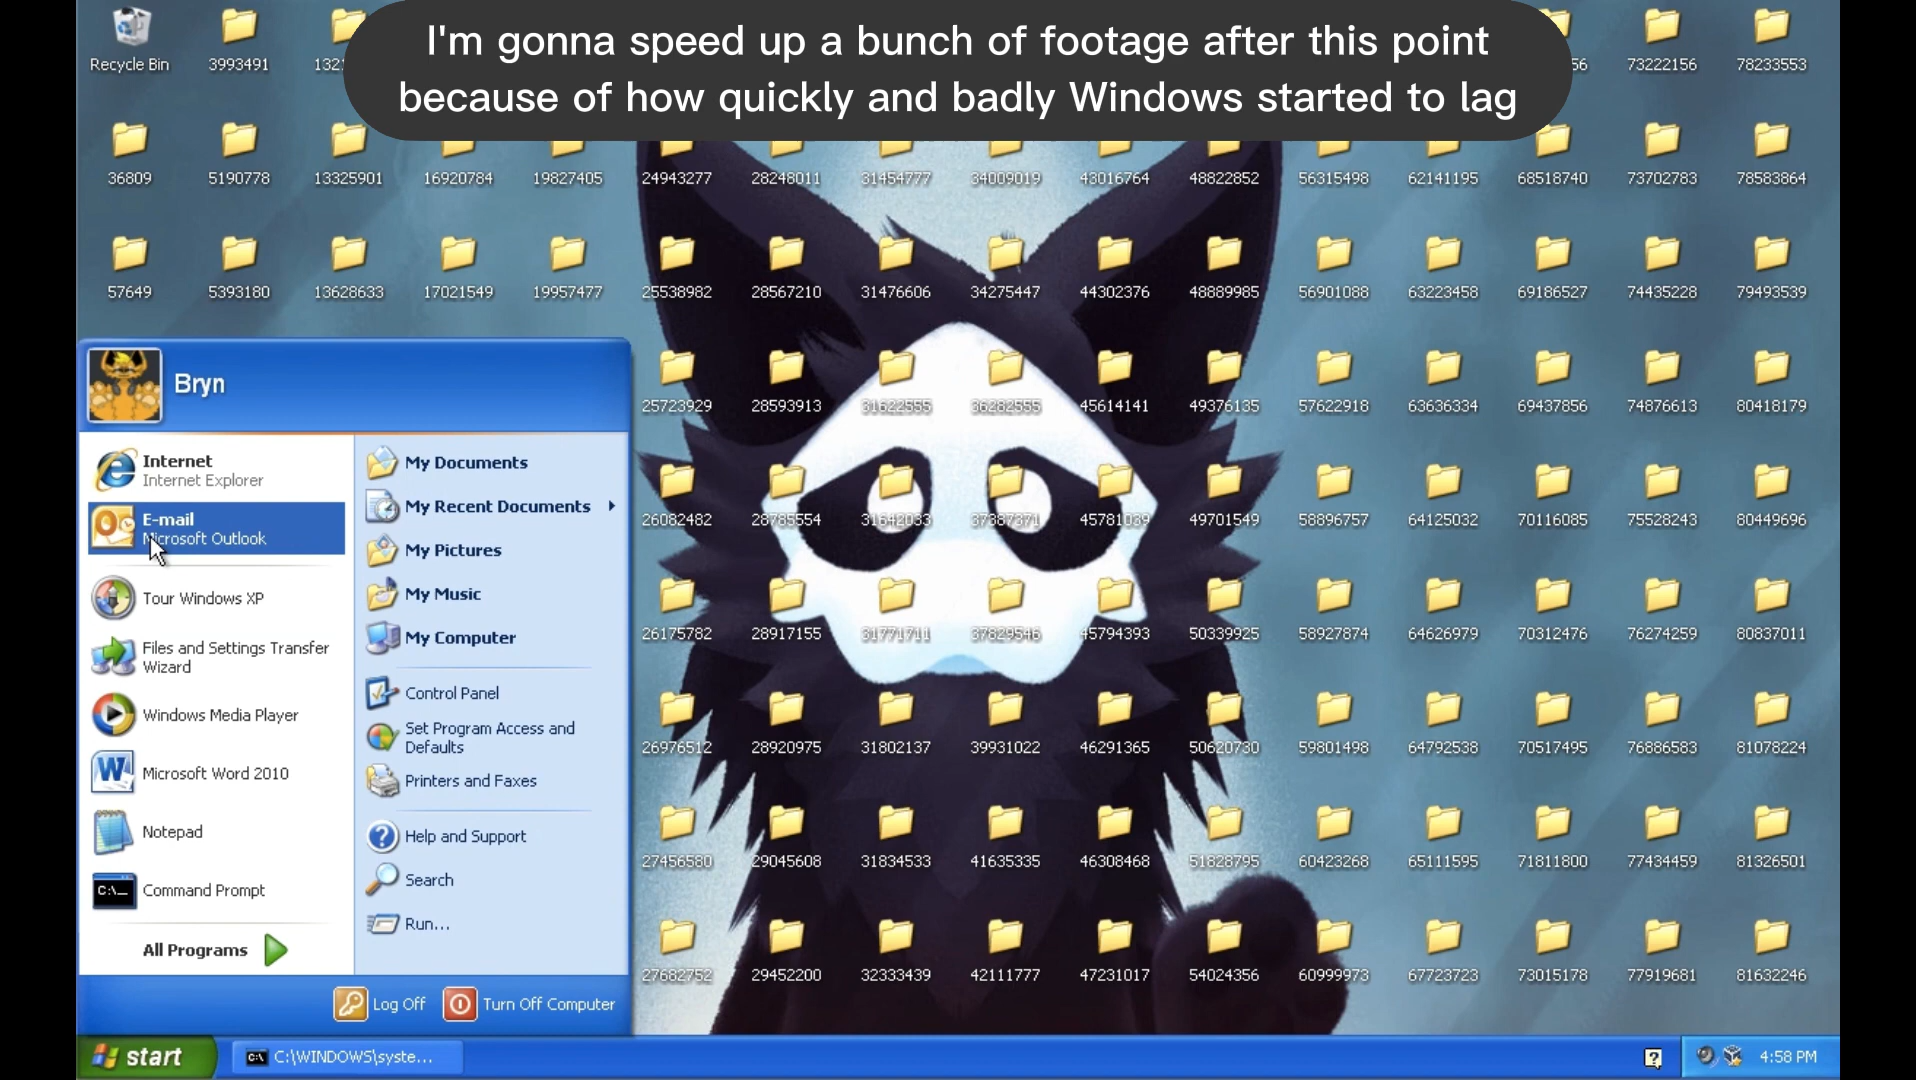 I'm gonna speed up a bunch of footage after this point
because of how quickly and badly Windows started to lag
Recycle Bin 3993491 73222156 78233553
36809 5190778 13325901 16920784 19827405 24943277 28248011 31454777 34009019 43016764 48822852 56315498 62141195 68518740 73702783 78583864
57649 5393180 13628633 17021549 19957477 25538982 28567210 31476606 34275447 44302376 48889985 56901088 63223458 69186527 74435228 79493539
25723929 28593913 31622555 36282555 45614141 49376135 57622918 63636334 69437856 74876613 80418179
26082482 28785554 31642033 37387371 45781039 49701549 58896757 64125032 70116085 75528243 80449696
26175782 28917155 31771711 37829546 45794393 50339925 58927874 64626979 70312476 76274259 80837011
26976512 28920975 31802137 39931022 46291365 50620730 59801498 64792538 70517495 76886583 81078224
27456580 29045608 31834533 41635335 46308468 51828795 60423268 65111595 71811800 77434459 81326501
27682752 29452200 32333439 42111777 47231017 54024356 60999973 67723723 73015178 77919681 81632246
Bryn
Internet
Internet Explorer
E-mail
Microsoft Outlook
Tour Windows XP
Files and Settings Transfer
Wizard
Windows Media Player
Microsoft Word 2010
Notepad
Command Prompt
All Programs
My Documents
My Recent Documents
My Pictures
My Music
My Computer
Control Panel
Set Program Access and
Defaults
Printers and Faxes
Help and Support
Search
Run...
Log Off Turn Off Computer
start C:\WINDOWS\syste... 4:58 PM